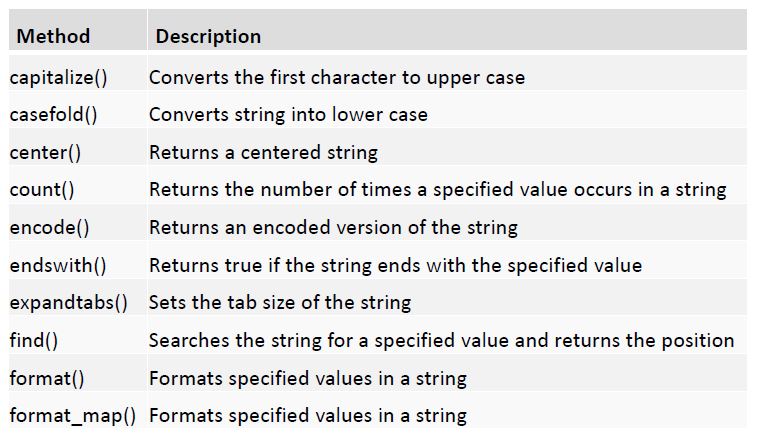 Method Description
capitalize() Converts the first character to upper case
casefold() Converts string into lower case
center() Returns a centered string
count() Returns the number of times a specified value occurs in a string
encode() Returns an encoded version of the string
endswith() Returns true if the string ends with the specified value
expandtabs() Sets the tab size of the string
find() Searches the string for a specified value and returns the position
format() Formats specified values in a string
format_map() Formats specified values in a string